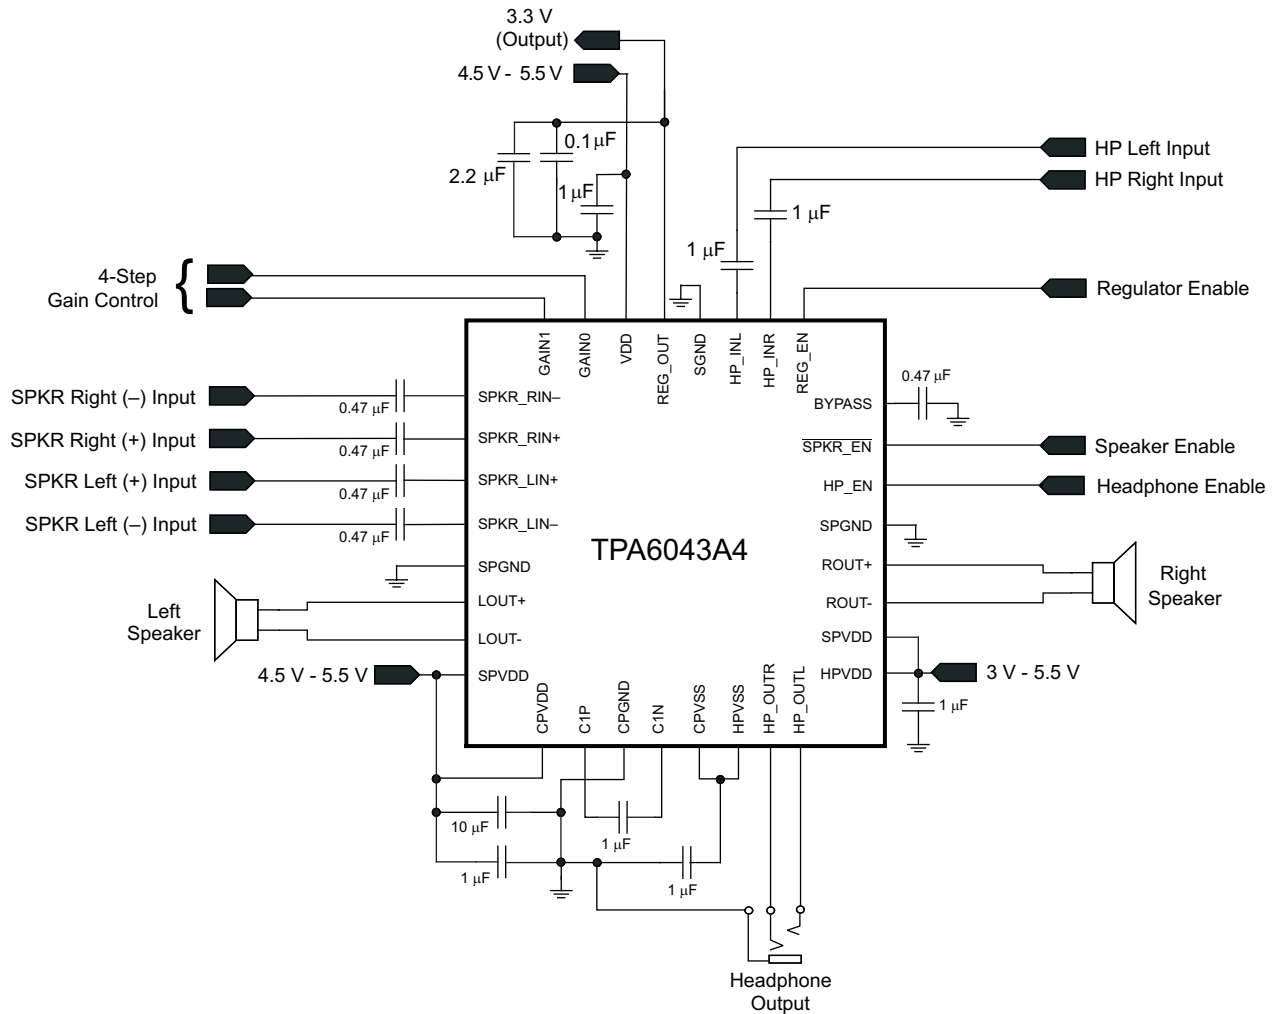 3.3 V
(Output)
4.5 V - 5.5 V
0.1 μF
2.2 μF
1 μF
HP Left Input
HP Right Input
1 μF
1 μF
4-Step
Gain Control
{
Regulator Enable
GAIN1
GAIN0
VDD
REG_OUT
SGND
HP_INL
HP_INR
REG_EN
SPKR Right (–) Input
0.47 μF
SPKR_RIN–
BYPASS
0.47 μF
SPKR Right (+) Input
0.47 μF
SPKR_RIN+
SPKR_EN
Speaker Enable
SPKR Left (+) Input
0.47 μF
SPKR_LIN+
HP_EN
Headphone Enable
SPKR Left (–) Input
0.47 μF
SPKR_LIN–
SPGND
TPA6043A4
SPGND
ROUT+
Left
Speaker
LOUT+
ROUT-
Right
Speaker
LOUT-
SPVDD
4.5 V - 5.5 V
SPVDD
HPVDD
3 V - 5.5 V
1 μF
CPVDD
C1P
CPGND
C1N
CPVSS
HPVSS
HP_OUTR
HP_OUTL
10 μF
1 μF
1 μF
1 μF
Headphone
Output